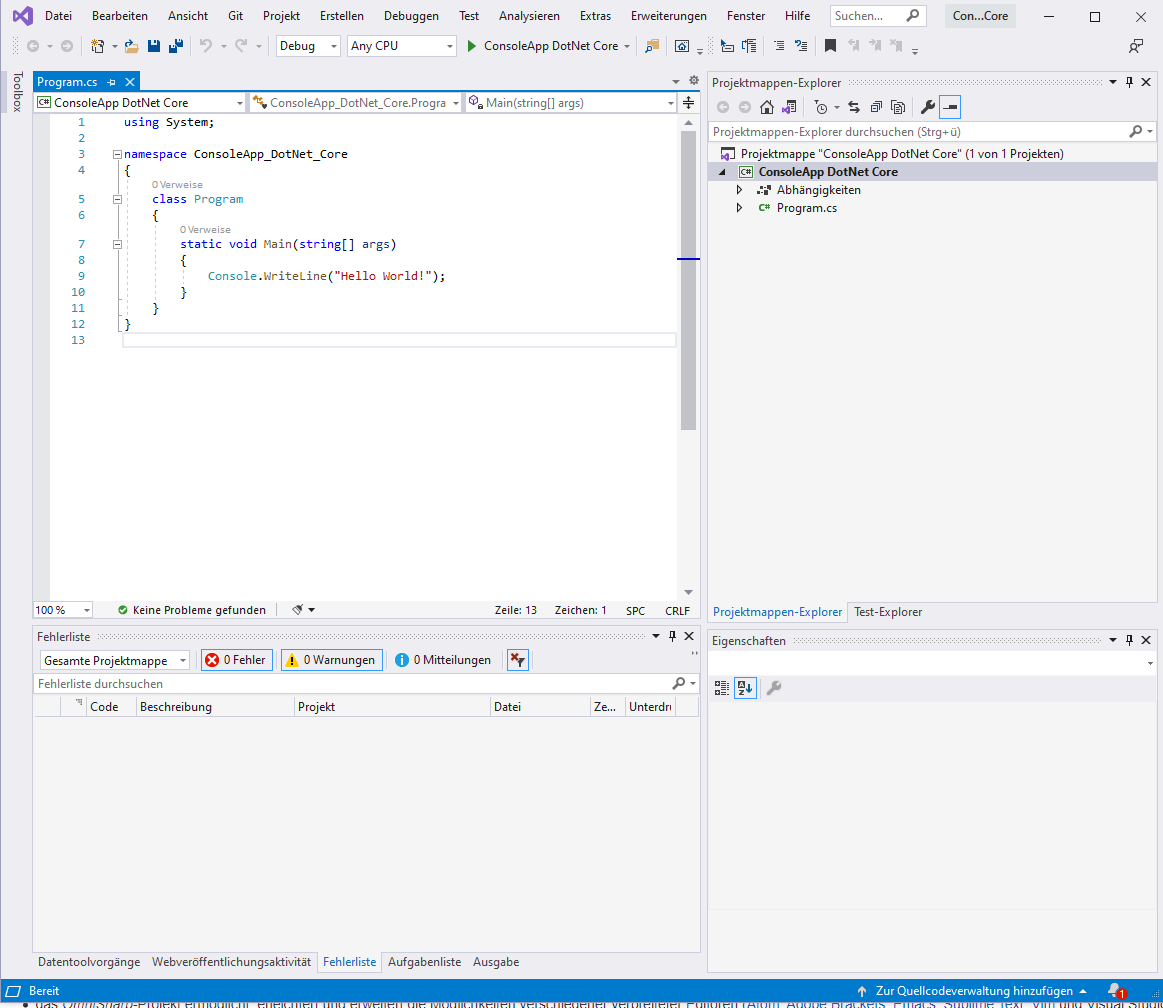 Datei Bearbeiten Ansicht Git Projekt Erstellen Debuggen Test Analysieren Extras Erweiterungen Fenster Hilfe Suchen... Con...Core
Debug Any CPU ConsoleApp DotNet Core
Toolbox
Program.cs
ConsoleApp DotNet Core ConsoleApp_DotNet_Core.Progra Main(string[] args)
1 using System;
2
3 namespace ConsoleApp_DotNet_Core
4 {
0 Verweise
5 class Program
6 {
0 Verweise
7 static void Main(string[] args)
8 {
9 Console.WriteLine("Hello World!");
10 }
11 }
12 }
13
100 % Keine Probleme gefunden Zeile: 13 Zeichen: 1 SPC CRLF
Projektmappen-Explorer
Projektmappen-Explorer durchsuchen (Strg+ü)
Projektmappe "ConsoleApp DotNet Core" (1 von 1 Projekten)
C# ConsoleApp DotNet Core
Abhängigkeiten
C# Program.cs
Projektmappen-Explorer Test-Explorer
Fehlerliste
Gesamte Projektmappe 0 Fehler 0 Warnungen 0 Mitteilungen
Fehlerliste durchsuchen
Code Beschreibung Projekt Datei Ze... Unterdrü
Datentoolvorgänge Webveröffentlichungsaktivität Fehlerliste Aufgabenliste Ausgabe
Eigenschaften
Bereit Zur Quellcodeverwaltung hinzufügen 1